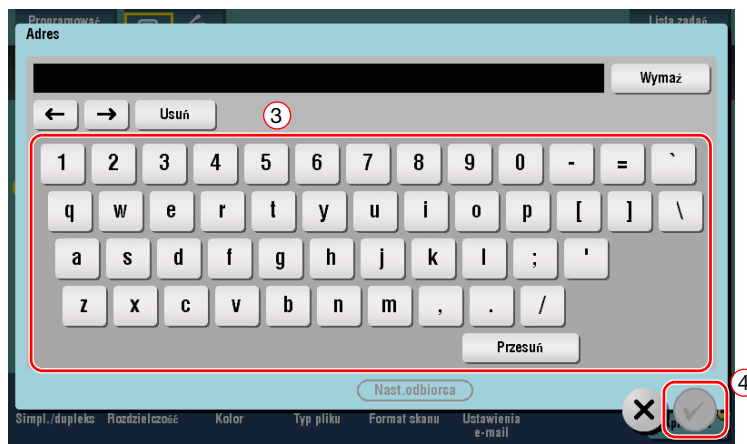 Programować
Lista zadań
Adres
Wymaż
Usuń
3
1 2 3 4 5 6 7 8 9 0 - = `
q w e r t y u i o p [ ] \
a s d f g h j k l ; '
z x c v b n m , . /
Przesuń
Nast.odbiorca
4
Simpl./dupleks Rozdzielczość Kolor Typ pliku Format skanu Ustawienia
e-mail